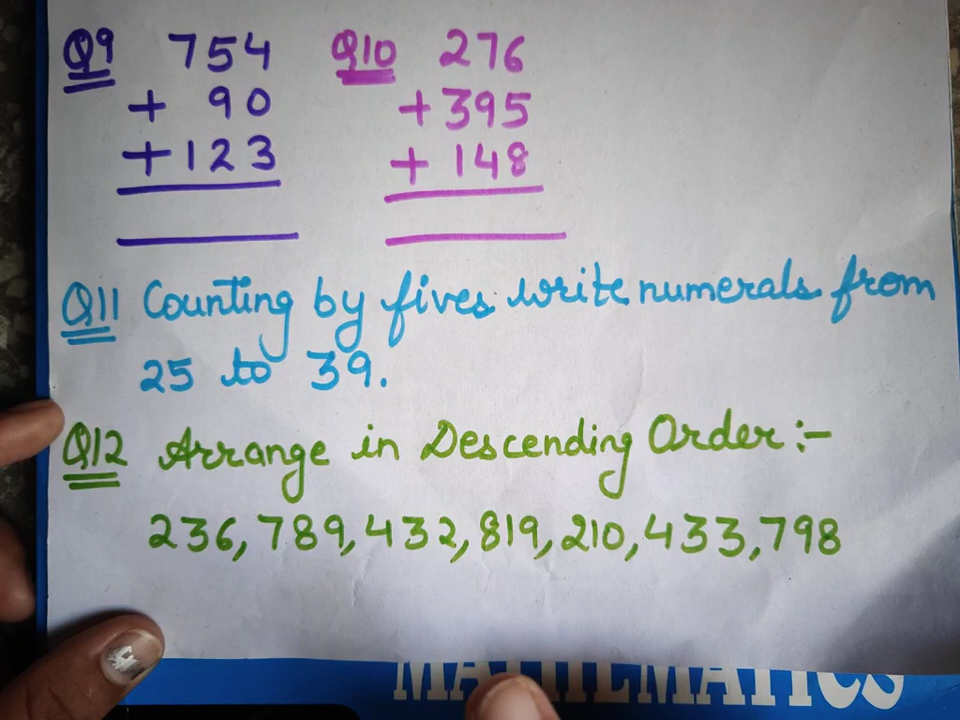 Q9 754 Q10 276
+ 90 +395
+123 + 148
Q11 Counting by fives write numerals from
25 to 39.
Q12 Arrange in Descending Order:-
236, 789, 432, 819, 210, 433, 798
MATHEMATICS